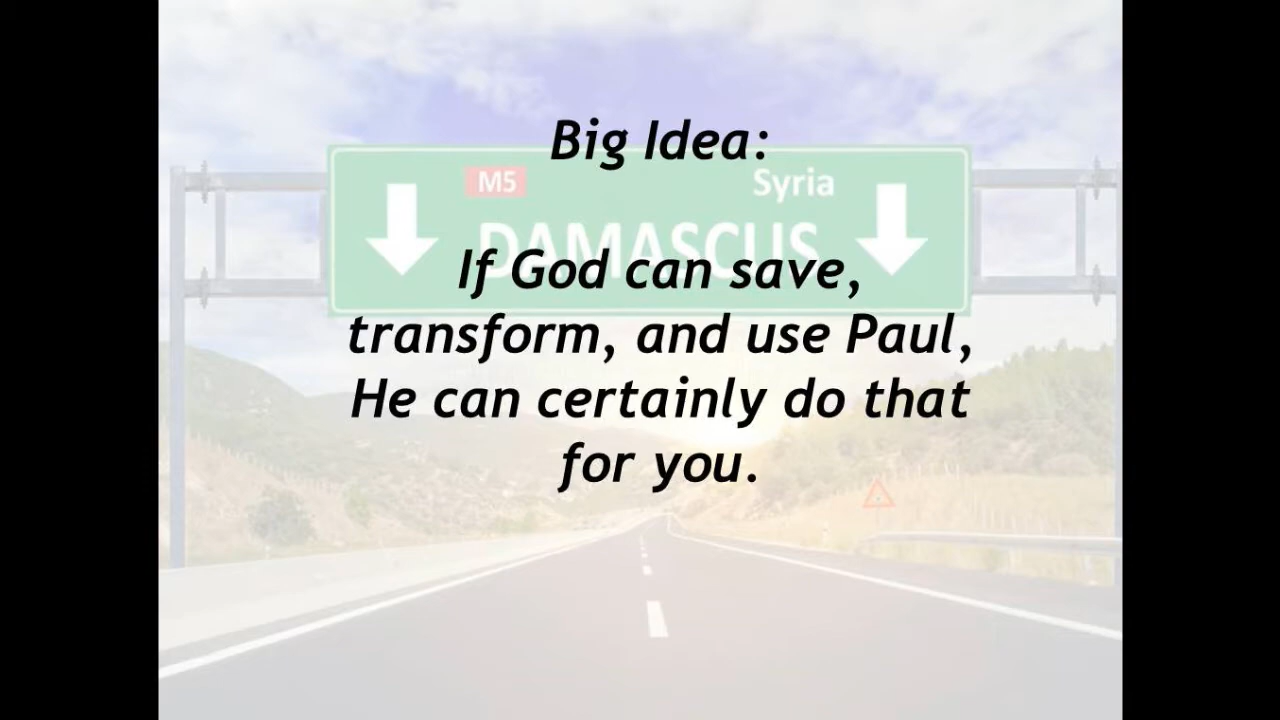 Big Idea:
M5 Syria
DAMASCUS
If God can save,
transform, and use Paul,
He can certainly do that
for you.